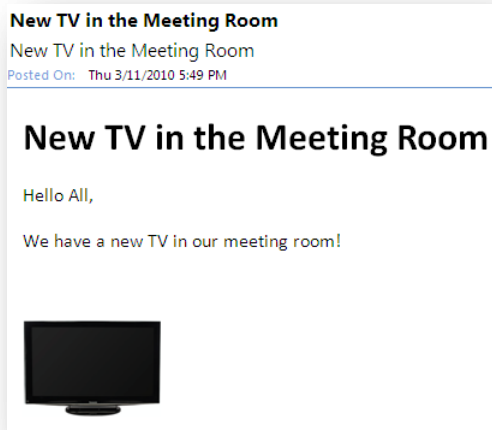 New TV in the Meeting Room
New TV in the Meeting Room
Posted On: Thu 3/11/2010 5:49 PM
New TV in the Meeting Room
Hello All,
We have a new TV in our meeting room!